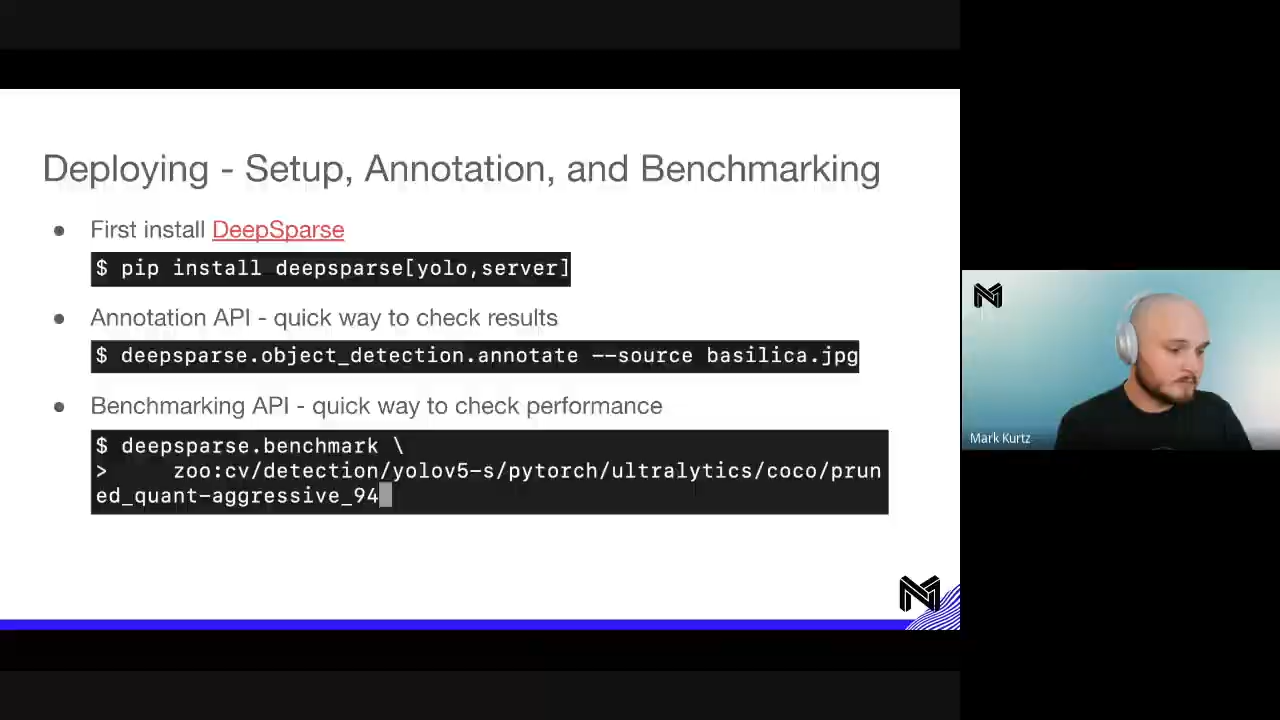 Deploying - Setup, Annotation, and Benchmarking
● First install DeepSparse
$ pip install deepsparse[yolo,server]
● Annotation API - quick way to check results
$ deepsparse.object_detection.annotate --source basilica.jpg
● Benchmarking API - quick way to check performance
$ deepsparse.benchmark \
> zoo:cv/detection/yolov5-s/pytorch/ultralytics/coco/prun
ed_quant-aggressive_94
Mark Kurtz